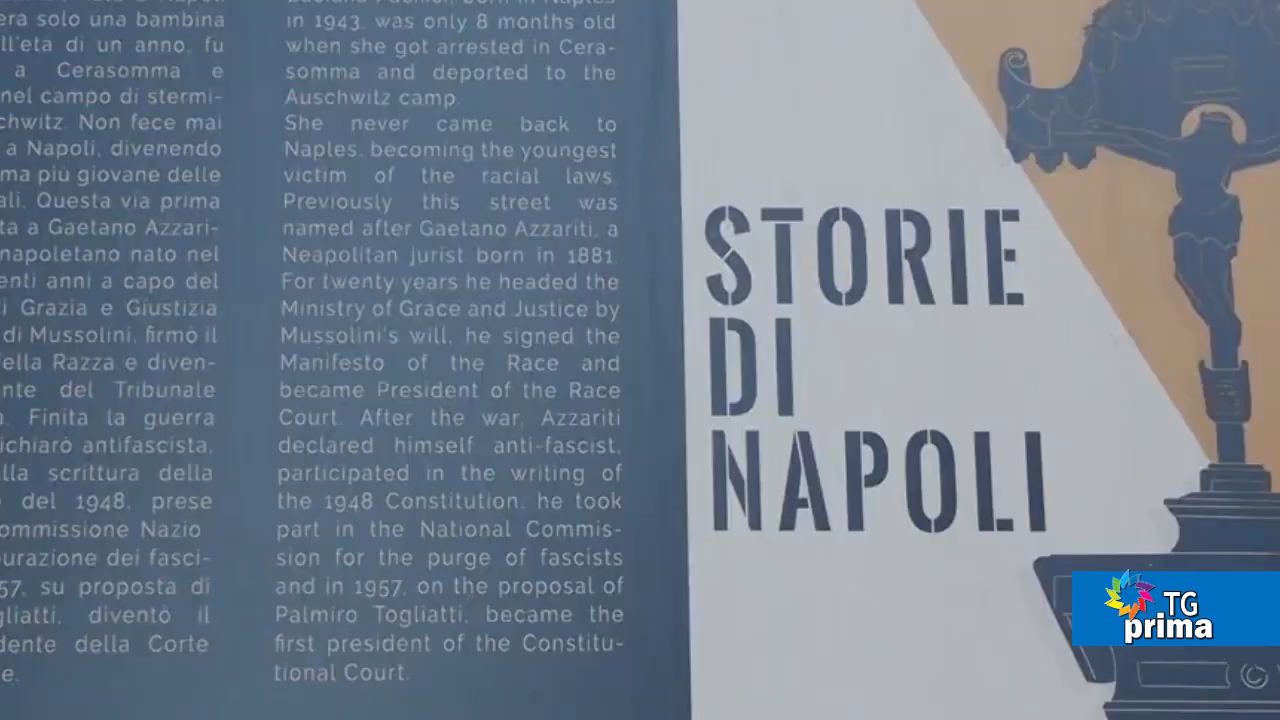 era solo una bambina
ll'eta di un anno, fu
a Cerasomma e
nel campo di stermi-
chwitz. Non fece mai
a Napoli, divenendo
ma più giovane delle
ali. Questa via prima
ta a Gaetano Azzari-
napoletano nato nel
enti anni a capo del
i Grazia e Giustizia
di Mussolini, firmò il
ella Razza e diven-
nte del Tribunale
. Finita la guerra
ichiarò antifascista,
lla scrittura della
del 1948, prese
ommissione Nazio
purazione dei fasci-
57, su proposta di
gliatti, diventò il
dente della Corte
e.
in 1943, was only 8 months old
when she got arrested in Cera-
somma and deported to the
Auschwitz camp.
She never came back to
Naples, becoming the youngest
victim of the racial laws.
Previously this street was
named after Gaelano Azzariti, a
Neapolitan jurist born in 1881.
For twenty years he headed the
Ministry of Grace and Justice by
Mussolini's will, he signed the
Manifesto of the Race and
became President of the Race
Court. After the war, Azzariti
declared himself anti-fascist,
participated in the writing of
the 1948 Constitution, he took
part in the National Commis-
sion for the purge of fascists
and in 1957, on the proposal of
Palmiro Togliatti, became the
first president of the Constitu-
tional Court.
STORIE
DI
NAPOLI
TG
prima